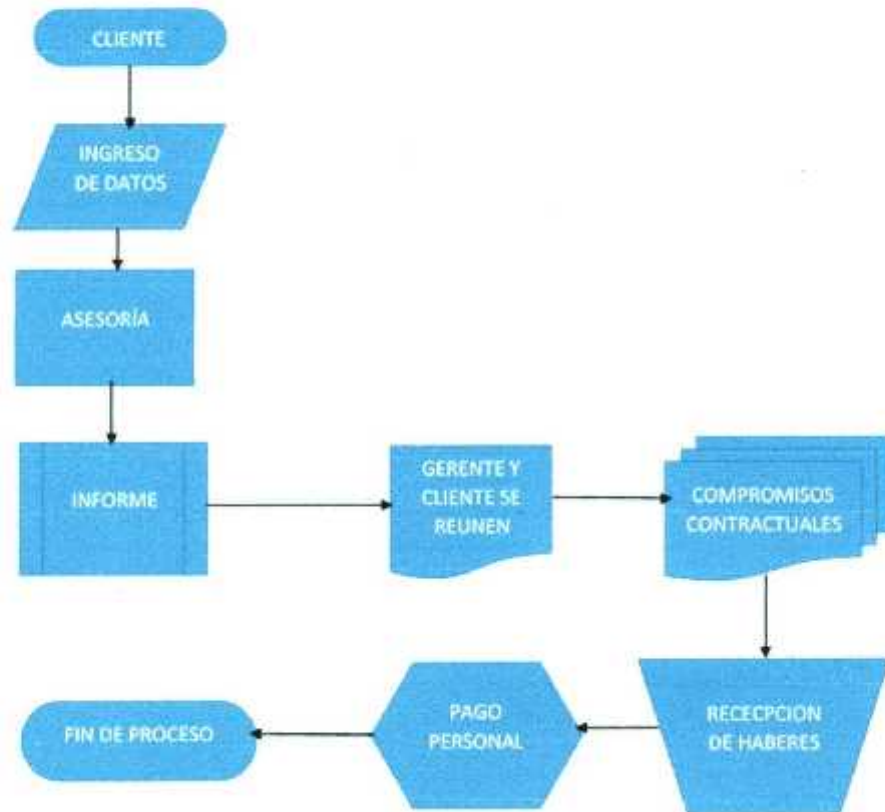 CLIENTE
INGRESO
DE DATOS
ASESORÍA
INFORME
GERENTE Y
CLIENTE SE
REUNEN
COMPROMISOS
CONTRACTUALES
RECECPCION
DE HABERES
PAGO
PERSONAL
FIN DE PROCESO